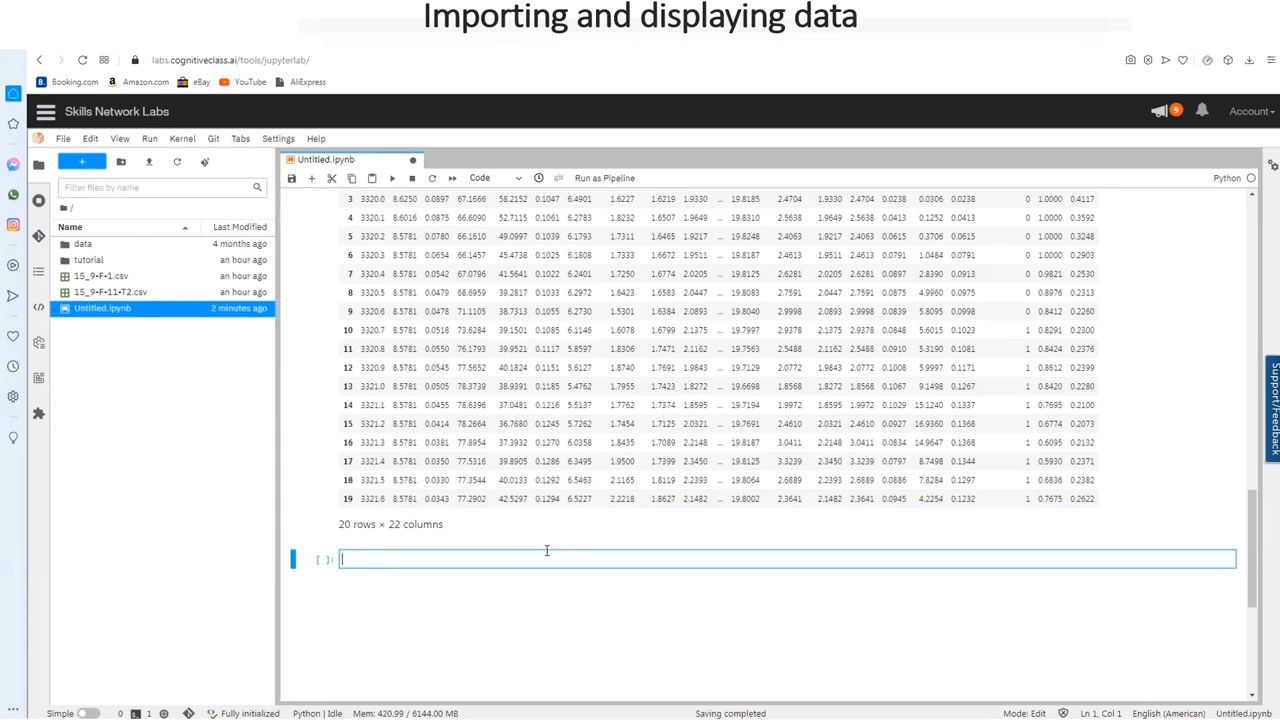 Importing and displaying data
labs.cognitiveclass.ai/tools/jupyterlab/
Booking.com Amazon.com eBay YouTube AliExpress
Skills Network Labs 9 Account
File Edit View Run Kernel Git Tabs Settings Help
+ Untitled.ipynb
Code git Run as Pipeline Python
Filter files by name
/
Name Last Modified
data 4 months ago
tutorial an hour ago
15_9-F-1.csv an hour ago
15_9-F-11-T2.csv an hour ago
Untitled.ipynb 2 minutes ago
3 3320.0 8.6250 0.0897 67.1666 58.2152 0.1047 6.4901 1.6227 1.6219 1.9330 ... 19.8185 2.4704 1.9330 2.4704 0.0238 0.0306 0.0238 0 1.0000 0.4117
4 3320.1 8.6016 0.0875 66.6090 52.7115 0.1061 6.2783 1.8232 1.6507 1.9649 ... 19.8310 2.5638 1.9649 2.5638 0.0413 0.1252 0.0413 0 1.0000 0.3592
5 3320.2 8.5781 0.0780 66.1610 49.0997 0.1039 6.1793 1.7311 1.6465 1.9217 ... 19.8248 2.4063 1.9217 2.4063 0.0615 0.3706 0.0615 0 1.0000 0.3248
6 3320.3 8.5781 0.0654 66.1457 45.4738 0.1025 6.1808 1.7333 1.6672 1.9511 ... 19.8187 2.4613 1.9511 2.4613 0.0791 1.0484 0.0791 0 1.0000 0.2903
7 3320.4 8.5781 0.0542 67.0796 41.5641 0.1022 6.2401 1.7250 1.6774 2.0205 ... 19.8125 2.6281 2.0205 2.6281 0.0897 2.8390 0.0913 0 0.9821 0.2530
8 3320.5 8.5781 0.0479 68.6959 39.2817 0.1033 6.2972 1.6423 1.6583 2.0447 ... 19.8083 2.7591 2.0447 2.7591 0.0875 4.9960 0.0975 0 0.8976 0.2313
9 3320.6 8.5781 0.0478 71.1105 38.7313 0.1055 6.2730 1.5301 1.6384 2.0893 ... 19.8040 2.9998 2.0893 2.9998 0.0839 5.8095 0.0998 0 0.8412 0.2260
10 3320.7 8.5781 0.0518 73.6284 39.1501 0.1085 6.1146 1.6078 1.6799 2.1375 ... 19.7997 2.9378 2.1375 2.9378 0.0848 5.6015 0.1023 1 0.8291 0.2300
11 3320.8 8.5781 0.0550 76.1793 39.9521 0.1117 5.8597 1.8306 1.7471 2.1162 ... 19.7563 2.5488 2.1162 2.5488 0.0910 5.3190 0.1081 1 0.8424 0.2376
12 3320.9 8.5781 0.0545 77.5652 40.1824 0.1151 5.6127 1.8740 1.7691 1.9843 ... 19.7129 2.0772 1.9843 2.0772 0.1008 5.9997 0.1171 1 0.8612 0.2399
13 3321.0 8.5781 0.0505 78.3739 38.9391 0.1185 5.4762 1.7955 1.7423 1.8272 ... 19.6698 1.8568 1.8272 1.8568 0.1067 9.1498 0.1267 1 0.8420 0.2280
14 3321.1 8.5781 0.0455 78.6396 37.0481 0.1216 5.5137 1.7762 1.7374 1.8595 ... 19.7194 1.9972 1.8595 1.9972 0.1029 15.1240 0.1337 1 0.7695 0.2100
15 3321.2 8.5781 0.0414 78.2664 36.7680 0.1245 5.7262 1.7454 1.7125 2.0321 ... 19.7691 2.4610 2.0321 2.4610 0.0927 16.9360 0.1368 1 0.6774 0.2073
16 3321.3 8.5781 0.0381 77.8954 37.3932 0.1270 6.0358 1.8435 1.7089 2.2148 ... 19.8187 3.0411 2.2148 3.0411 0.0834 14.9647 0.1368 1 0.6095 0.2132
17 3321.4 8.5781 0.0350 77.5316 39.8905 0.1286 6.3495 1.9500 1.7399 2.3450 ... 19.8125 3.3239 2.3450 3.3239 0.0797 8.7498 0.1344 1 0.5930 0.2371
18 3321.5 8.5781 0.0330 77.3544 40.0133 0.1292 6.5463 2.1165 1.8119 2.2393 ... 19.8064 2.6889 2.2393 2.6889 0.0886 7.8284 0.1297 1 0.6836 0.2382
19 3321.6 8.5781 0.0343 77.2902 42.5297 0.1294 6.5227 2.2218 1.8627 2.1482 ... 19.8002 2.3641 2.1482 2.3641 0.0945 4.2254 0.1232 1 0.7675 0.2622
20 rows × 22 columns
[ ]:
Support/Feedback
Simple 0 1 Fully initialized Python | Idle Mem: 420.99 / 6144.00 MB Saving completed Mode: Edit Ln 1, Col 1 English (American) Untitled.ipynb